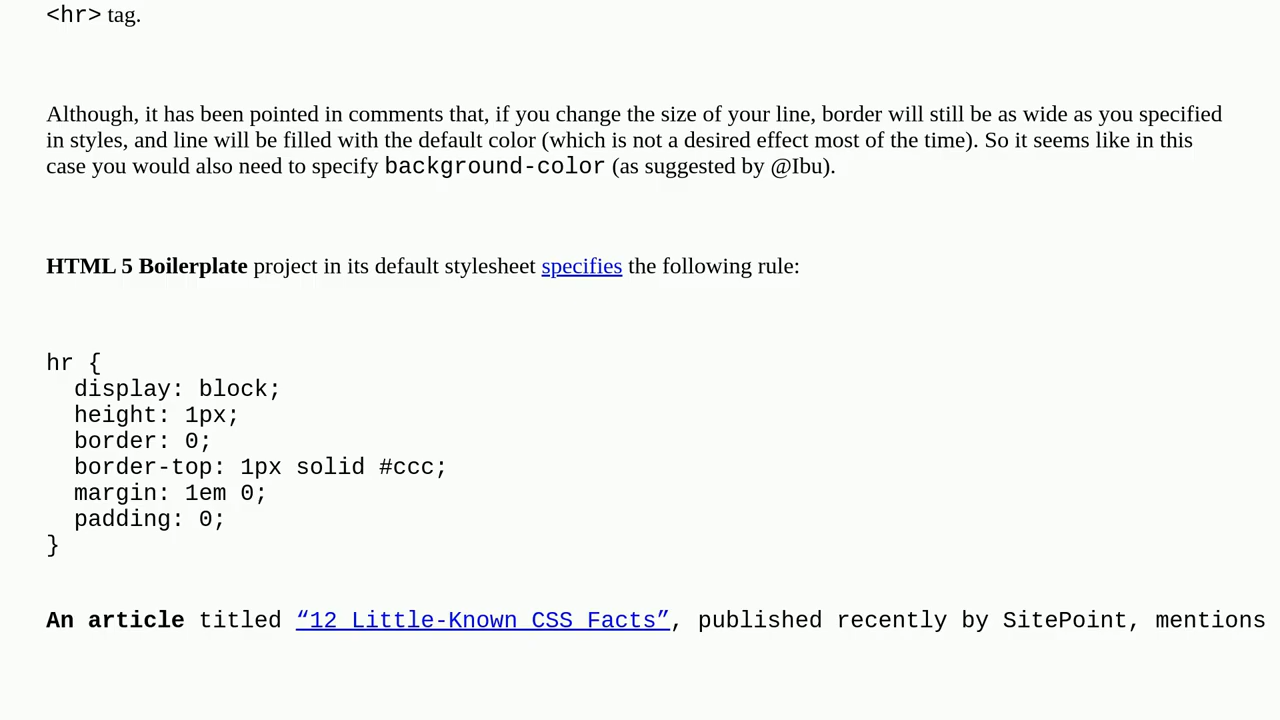 <hr> tag.
Although, it has been pointed in comments that, if you change the size of your line, border will still be as wide as you specified
in styles, and line will be filled with the default color (which is not a desired effect most of the time). So it seems like in this
case you would also need to specify background-color (as suggested by @Ibu).
HTML 5 Boilerplate project in its default stylesheet specifies the following rule:
hr {
  display: block;
  height: 1px;
  border: 0;
  border-top: 1px solid #ccc;
  margin: 1em 0;
  padding: 0;
}
An article titled “12 Little-Known CSS Facts”, published recently by SitePoint, mentions